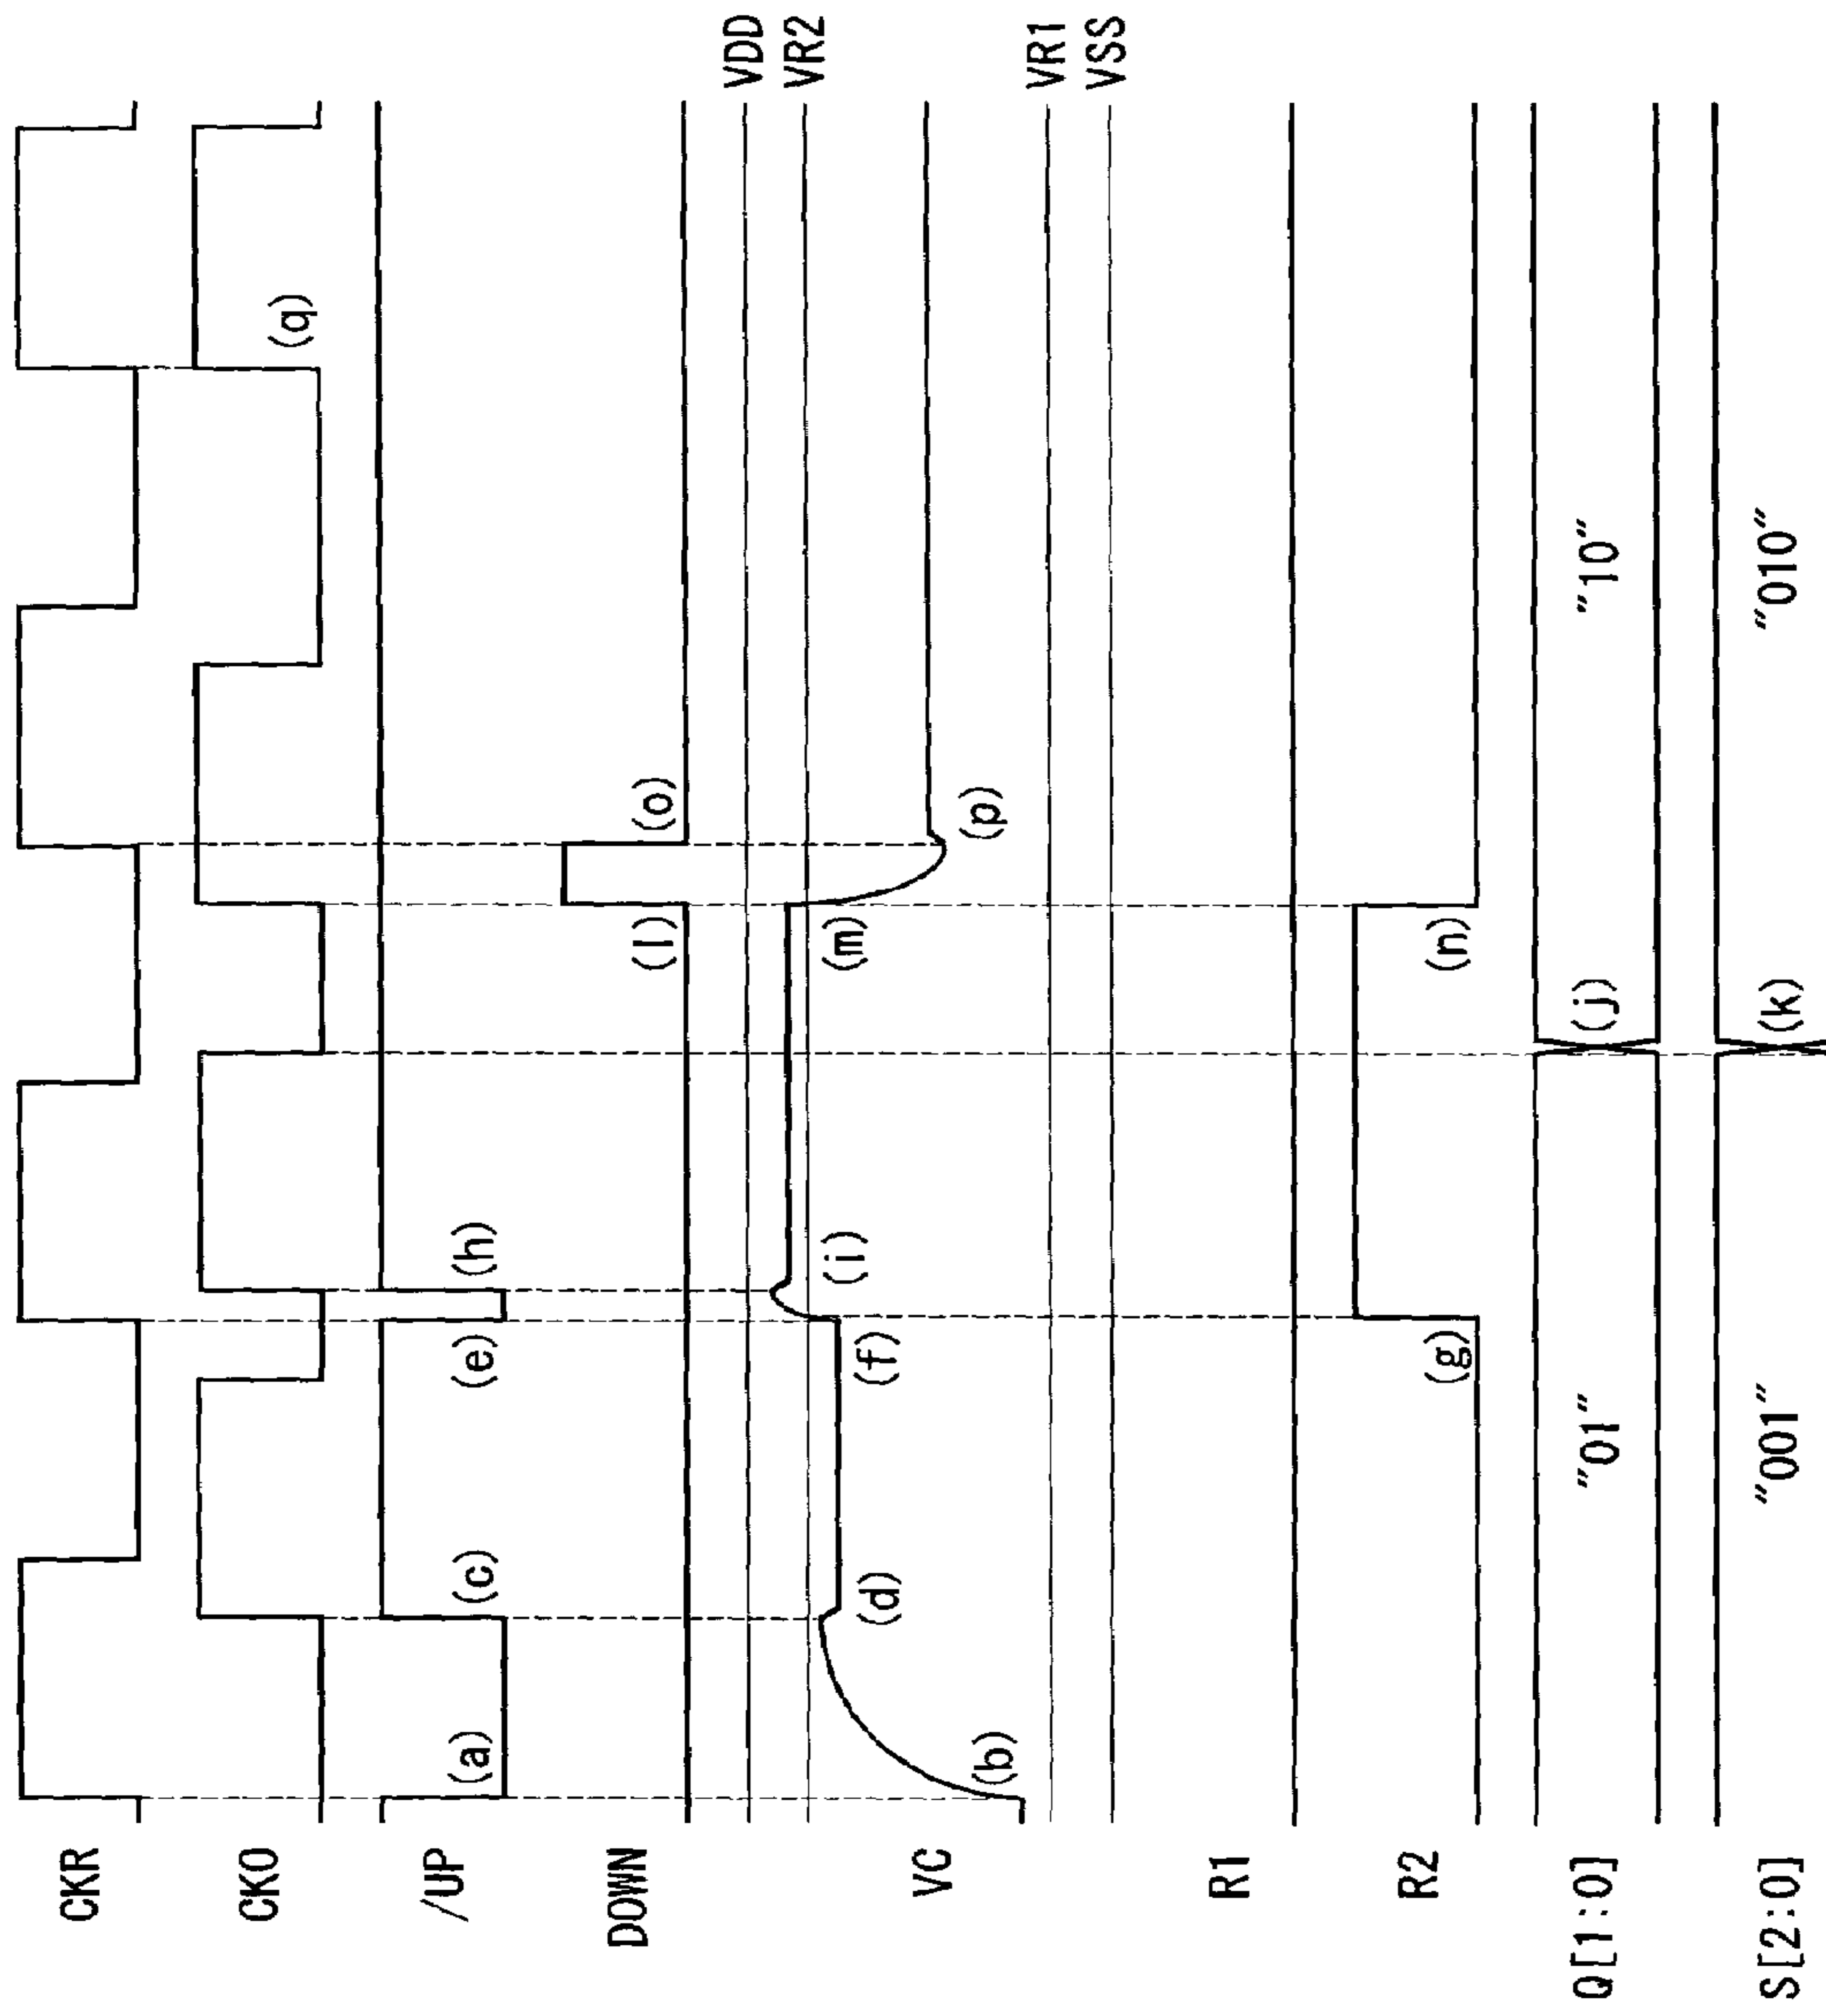 CKR
CKO
(q)
/UP
(a)
(c)
(e)
(h)
DOWN
(l)
(o)
VDD
VR2
VC
(b)
(d)
(f)
(i)
(m)
(p)
VR1
VSS
R1
R2
(g)
(n)
Q[1:0]
"01"
(j)
"10"
S[2:0]
"001"
(k)
"010"